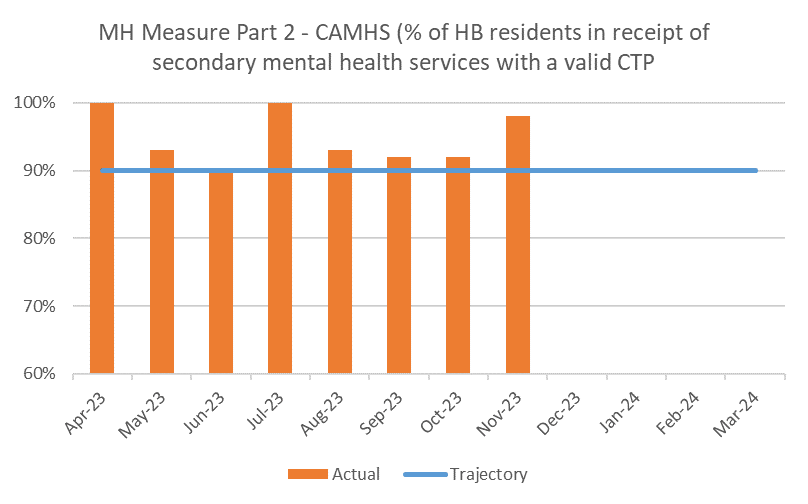 MH Measure Part 2 - CAMHS (% of HB residents in receipt of
secondary mental health services with a valid CTP
100%
90%
80%
70%
60%
Apr-23
May-23
Jun-23
Jul-23
Aug-23
Sep-23
Oct-23
Nov-23
Dec-23
Jan-24
Feb-24
Mar-24
Actual
Trajectory